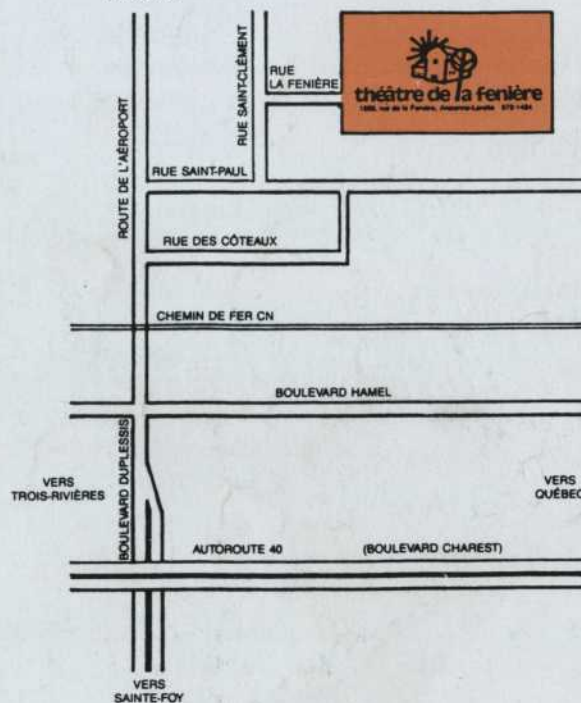 RUE
LA FENIÈRE
théâtre de la fenière
RUE SAINT-CLÉMENT
ROUTE DE L'AÉROPORT
RUE SAINT-PAUL
RUE DES CÔTEAUX
CHEMIN DE FER CN
BOULEVARD HAMEL
BOULEVARD DUPLESSIS
VERS
TROIS-RIVIÈRES
VERS
QUÉBEC
AUTOROUTE 40
(BOULEVARD CHAREST)
VERS
SAINTE-FOY